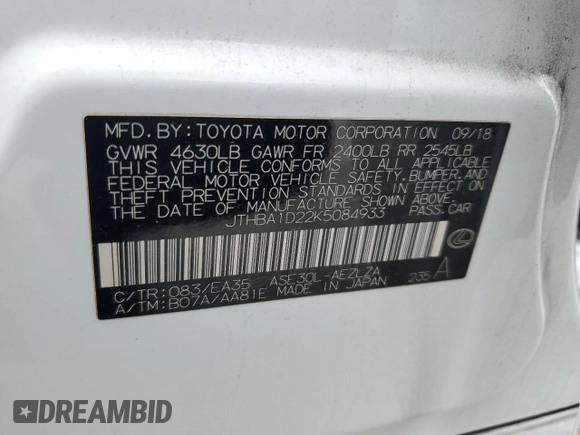 MFD. BY: TOYOTA MOTOR CORPORATION 09/18
GVWR 4630LB GAWR FR 2400LB RR 2545LB
THIS VEHICLE CONFORMS TO ALL APPLICABLE
FEDERAL MOTOR VEHICLE SAFETY, BUMPER, AND
THEFT PREVENTION STANDARDS IN EFFECT ON
THE DATE OF MANUFACTURE SHOWN ABOVE.
JTHBA1D22K5084933 PASS.CAR
C/TR: 083/EA35 ASE30L-AEZLZA 235 A
A/TM: B07A/AA81E MADE IN JAPAN
DREAMBID